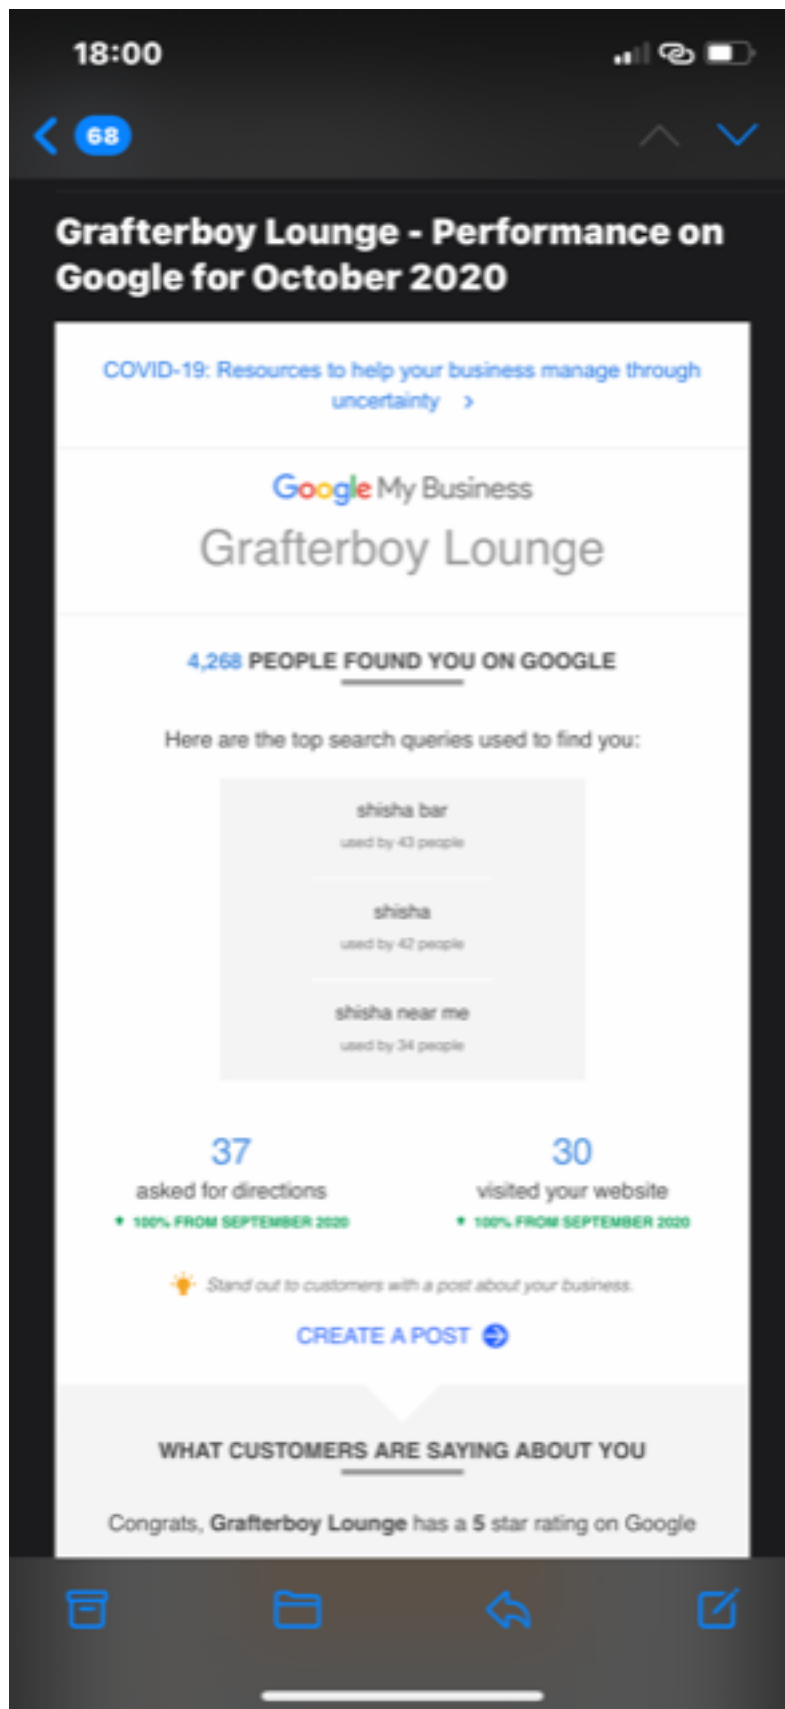 18:00
68
Grafterboy Lounge - Performance on
Google for October 2020
COVID-19: Resources to help your business manage through
uncertainty >
Google My Business
Grafterboy Lounge
4,268 PEOPLE FOUND YOU ON GOOGLE
Here are the top search queries used to find you:
shisha bar
used by 43 people
shisha
used by 42 people
shisha near me
used by 34 people
37 30
asked for directions visited your website
100% FROM SEPTEMBER 2020 100% FROM SEPTEMBER 2020
Stand out to customers with a post about your business.
CREATE A POST
WHAT CUSTOMERS ARE SAYING ABOUT YOU
Congrats, Grafterboy Lounge has a 5 star rating on Google